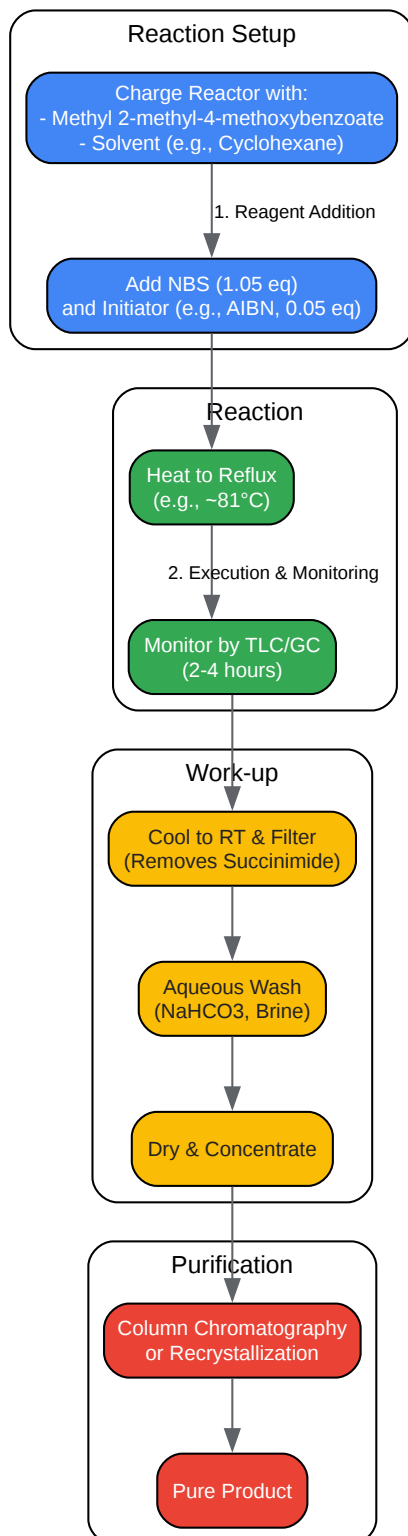 Reaction Setup
Charge Reactor with:
- Methyl 2-methyl-4-methoxybenzoate
- Solvent (e.g., Cyclohexane)
1. Reagent Addition
Add NBS (1.05 eq)
and Initiator (e.g., AIBN, 0.05 eq)
Reaction
Heat to Reflux
(e.g., ~81°C)
2. Execution & Monitoring
Monitor by TLC/GC
(2-4 hours)
Work-up
Cool to RT & Filter
(Removes Succinimide)
Aqueous Wash
(NaHCO3, Brine)
Dry & Concentrate
Purification
Column Chromatography
or Recrystallization
Pure Product